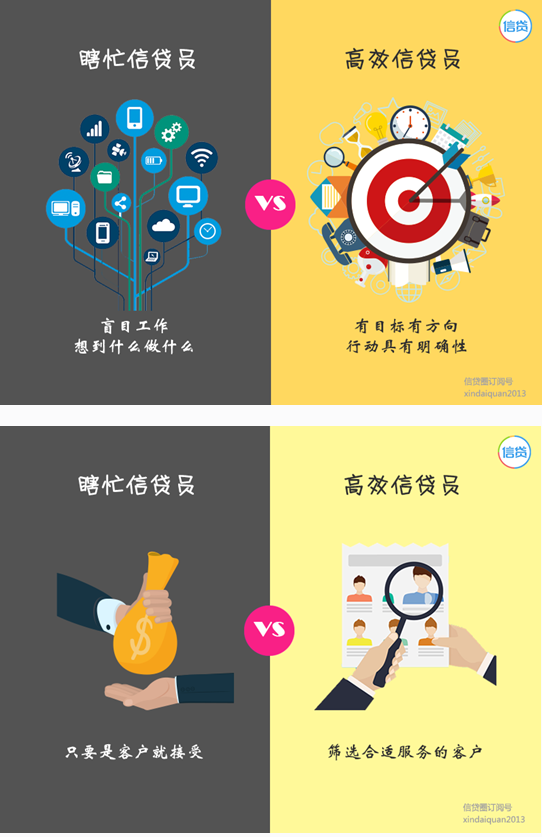 信贷
瞎忙信贷员
高效信贷员
VS
盲目工作
想到什么做什么
有目标有方向
行动具有明确性
信贷圈订阅号
xindaiquan2013
信贷
瞎忙信贷员
高效信贷员
VS
$
只要是客户就接受
筛选合适服务的客户
信贷圈订阅号
xindaiquan2013